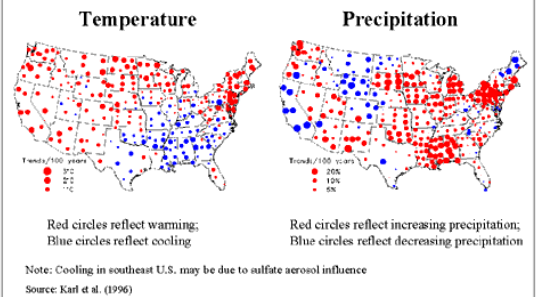 Temperature
Precipitation
Trends/100 years
3°C
2°C
1°C
Trends/100 years
20%
10%
5%
Red circles reflect warming;
Blue circles reflect cooling
Red circles reflect increasing precipitation;
Blue circles reflect decreasing precipitation
Note: Cooling in southeast U.S. may be due to sulfate aerosol influence
Source: Karl et al. (1996)